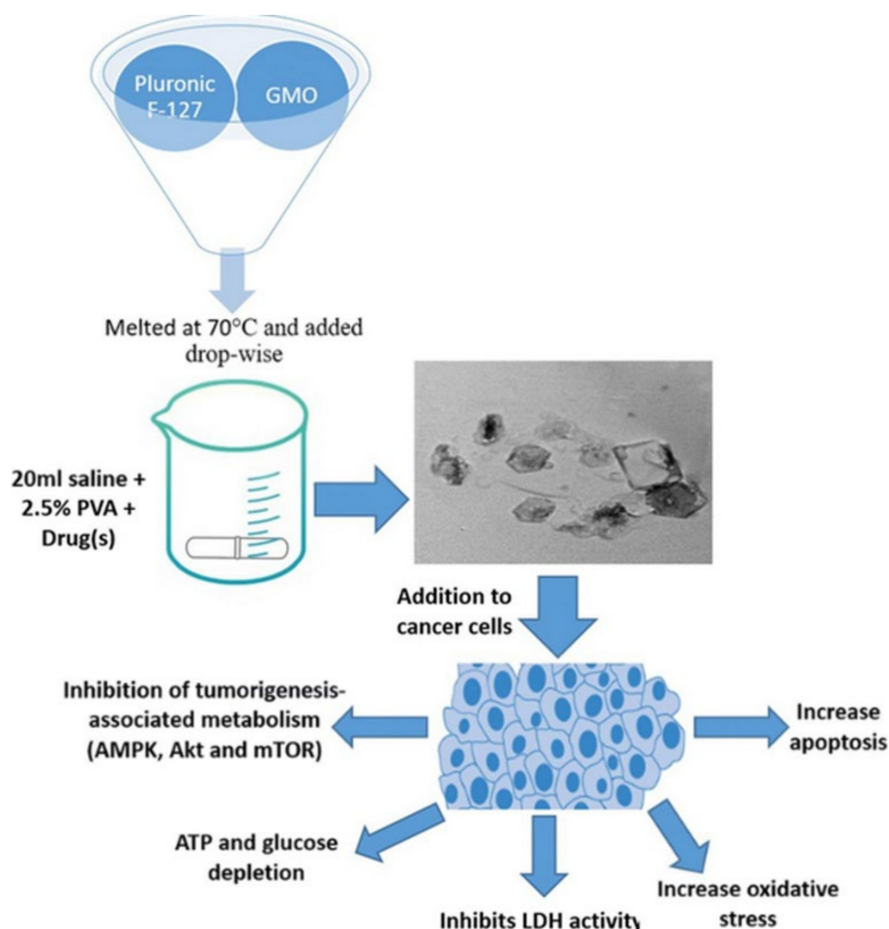 Pluronic
F-127
GMO
Melted at 70°C and added
drop-wise
20ml saline +
2.5% PVA +
Drug(s)
Addition to
cancer cells
Inhibition of tumorigenesis-
associated metabolism
(AMPK, Akt and mTOR)
Increase
apoptosis
ATP and glucose
depletion
Inhibits LDH activity
Increase oxidative
stress